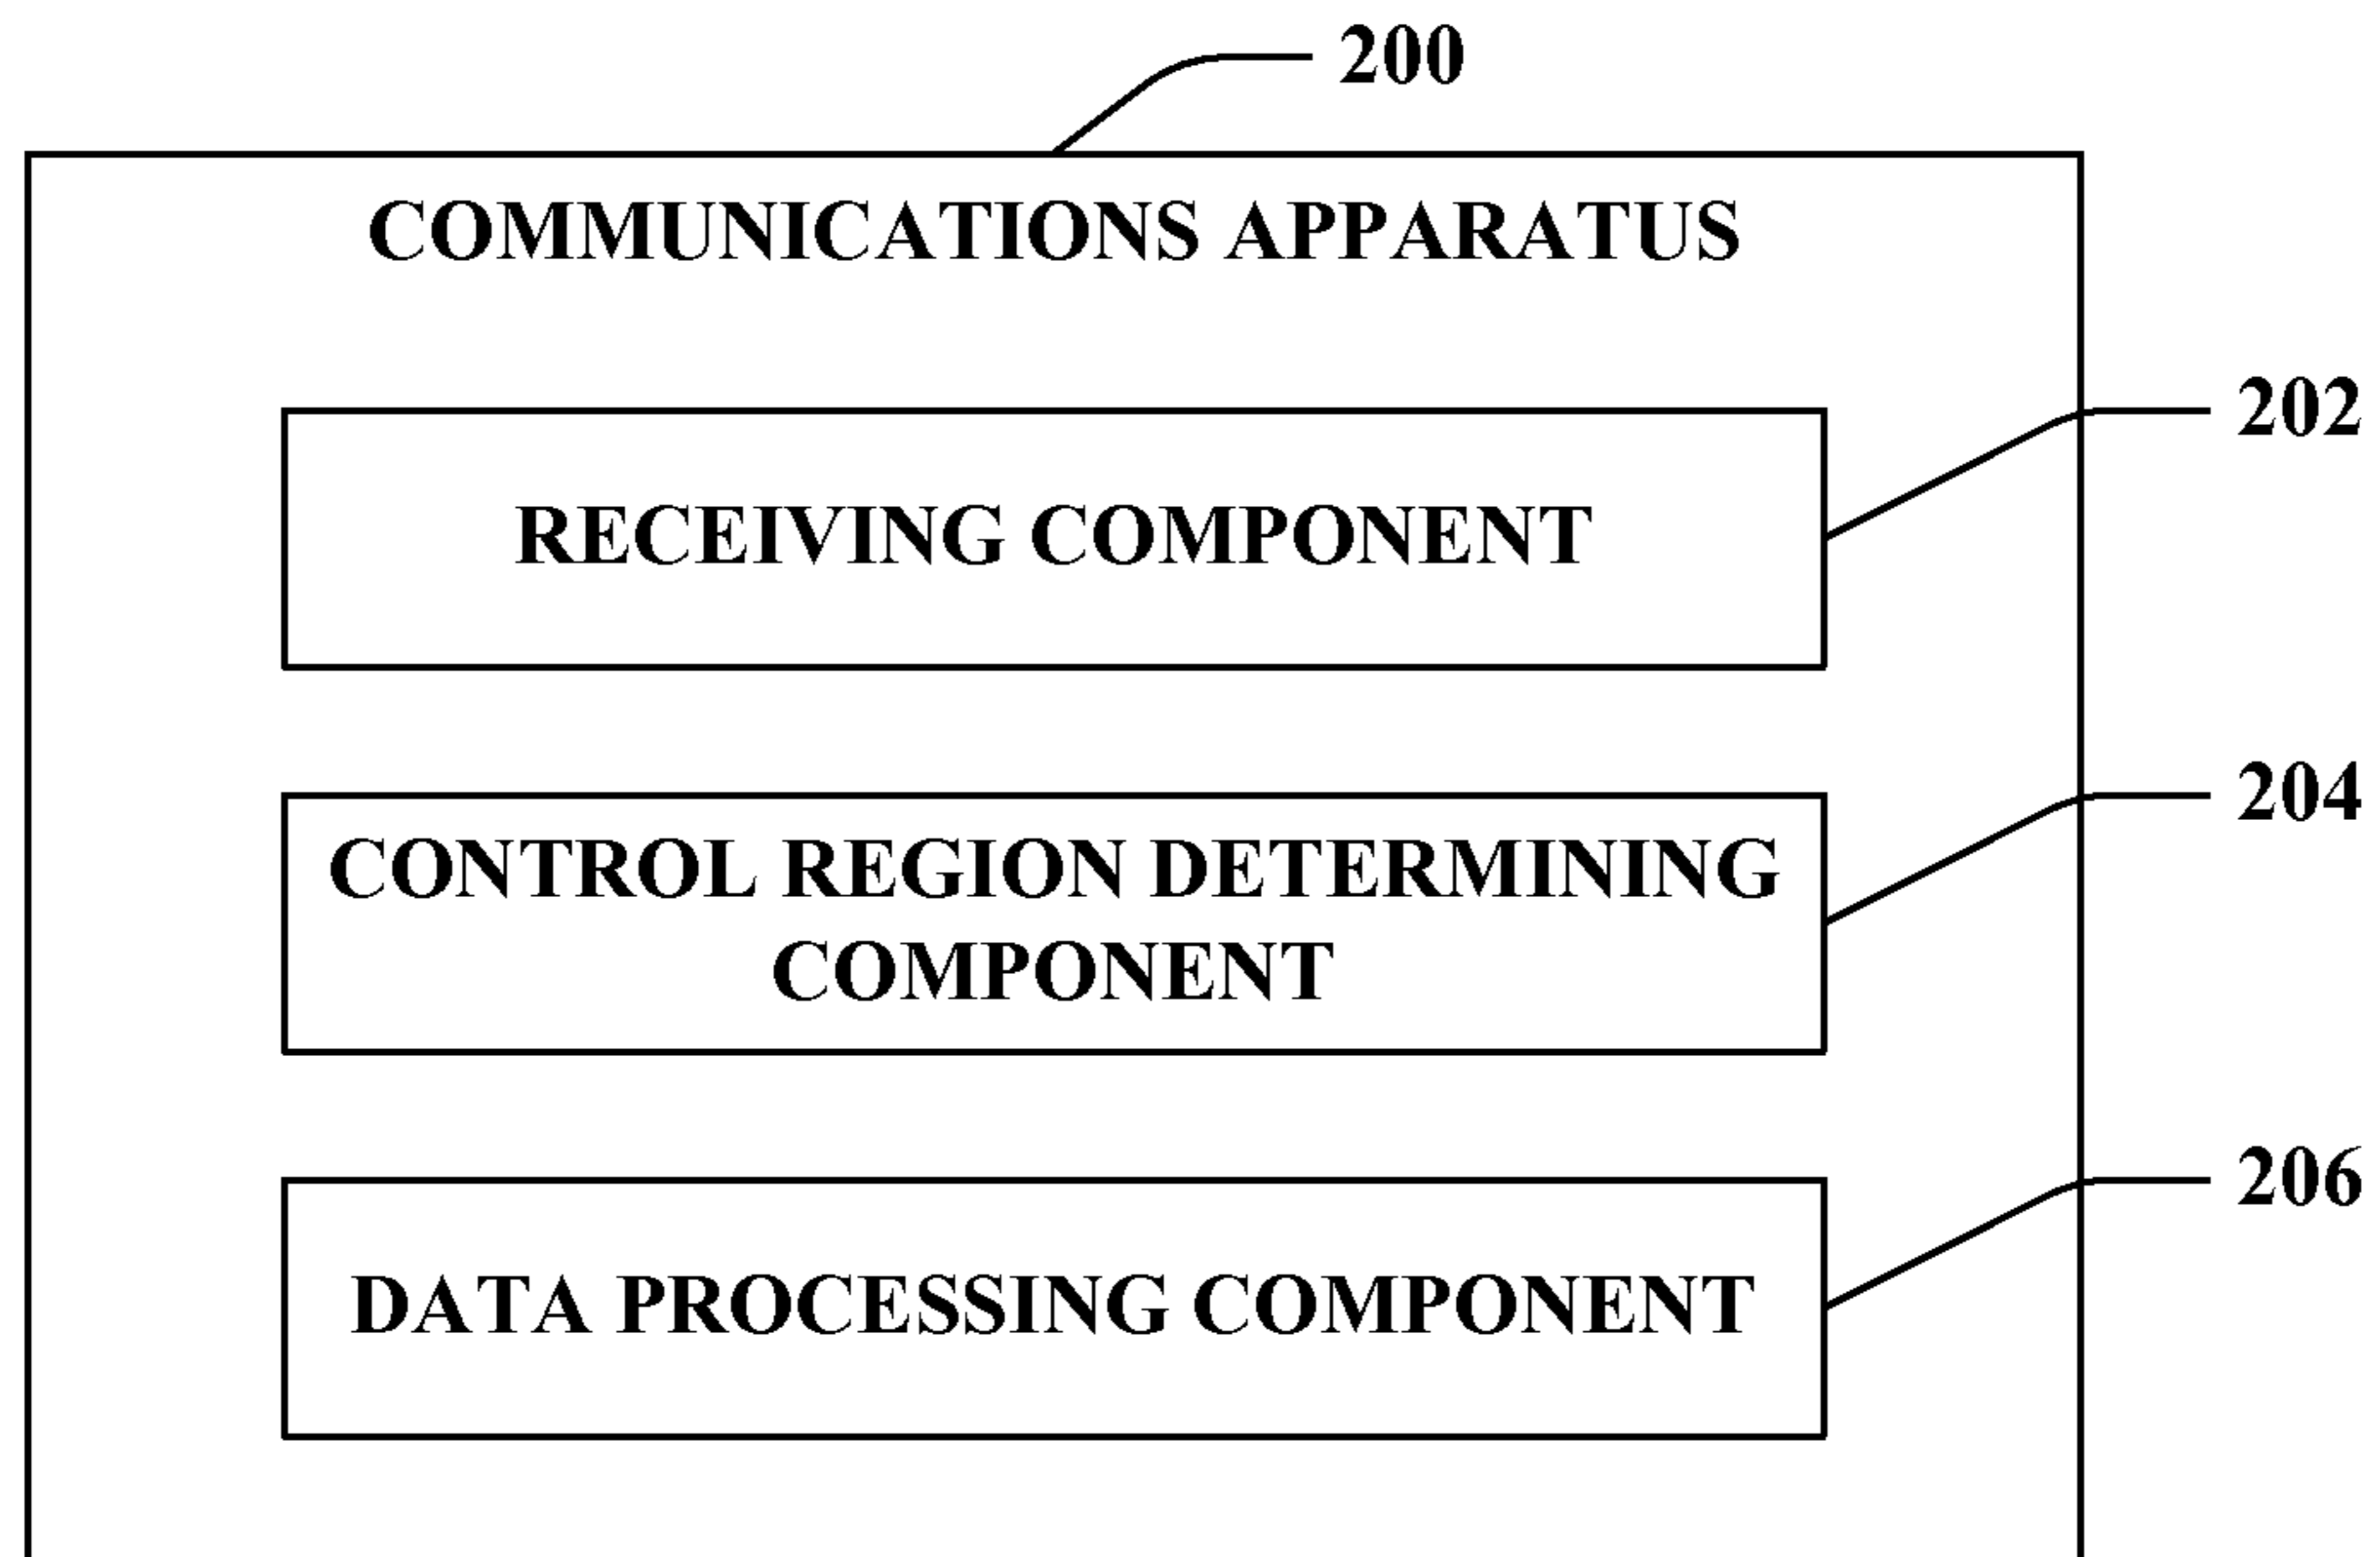 200
COMMUNICATIONS APPARATUS
202
RECEIVING COMPONENT
204
CONTROL REGION DETERMINING
COMPONENT
206
DATA PROCESSING COMPONENT